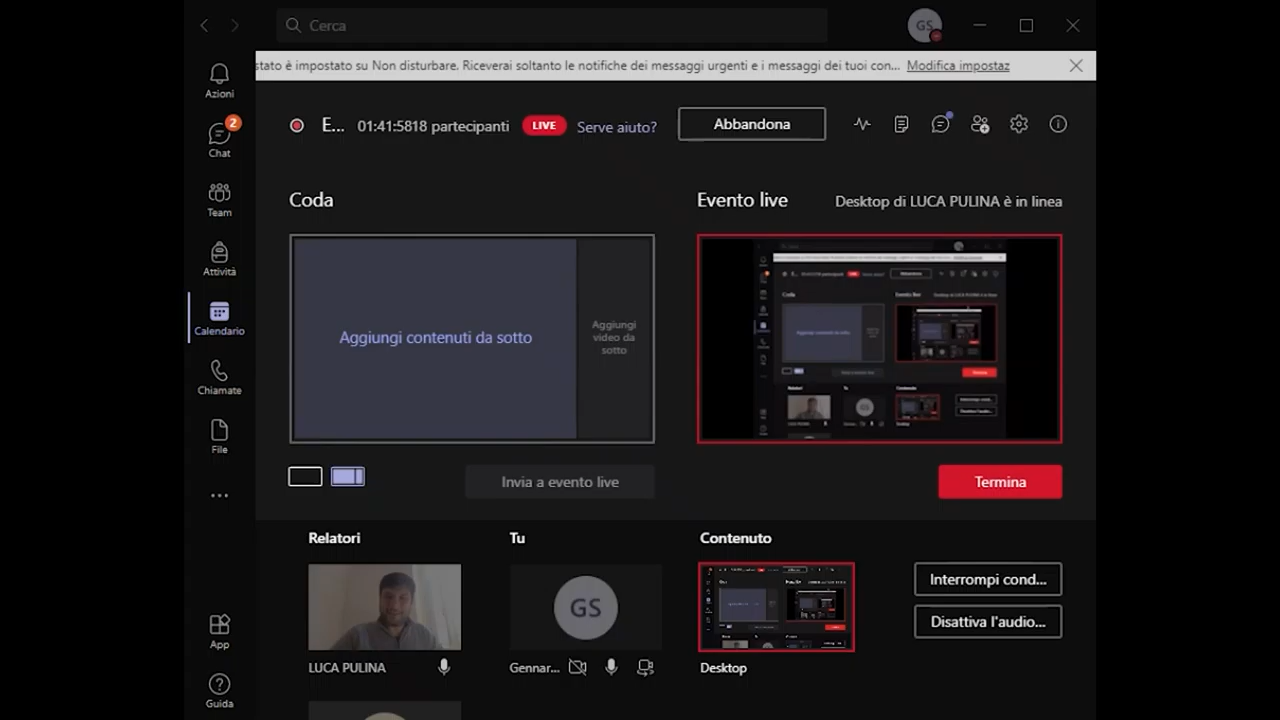 Cerca
GS
stato è impostato su Non disturbare. Riceverai soltanto le notifiche dei messaggi urgenti e i messaggi dei tuoi con... Modifica impostaz
Azioni
2
Chat
Team
Attività
Calendario
Chiamate
File
App
Guida
E... 01:41:5818 partecipanti LIVE Serve aiuto? Abbandona
Coda
Evento live Desktop di LUCA PULINA è in linea
Aggiungi contenuti da sotto
Aggiungi
video da
sotto
Invia a evento live
Termina
Relatori
Tu
Contenuto
GS
Interrompi cond...
Disattiva l'audio...
LUCA PULINA
Gennar...
Desktop